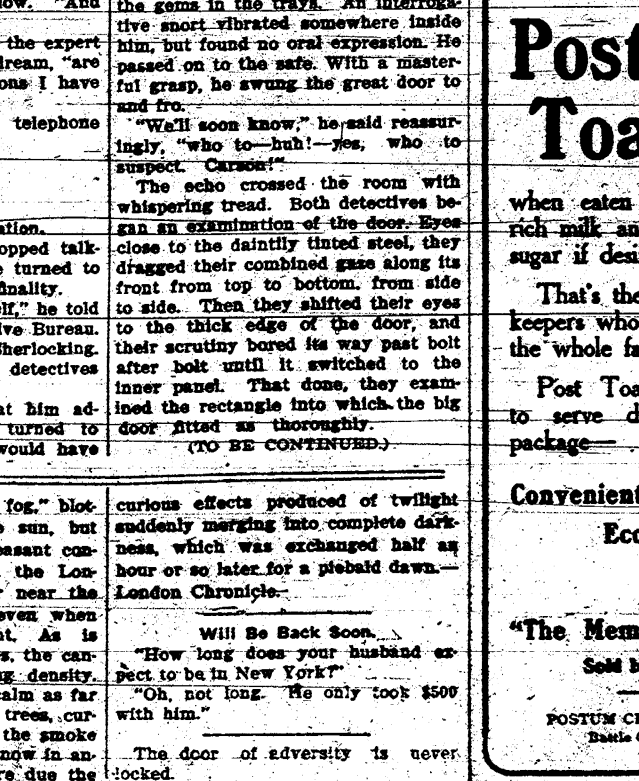 low. "And
the expert
dream, "are
ons I have
telephone
ation.
opped talk-
e turned to
finality.
elf," he told
ive Bureau.
Sherlocking.
detectives
at him ad-
turned to
would have
the gems in the trays. An interroga-
tive snort vibrated somewhere inside
him, but found no oral expression. He
passed on to the safe. With a master-
ful grasp, he swung the great door to
and fro.
"We'll soon know," he said reassur-
ingly, "who to—huh!—yes, who to
suspect. Carson!"
The echo crossed the room with
whispering tread. Both detectives be-
gan an examination of the door. Eyes
close to the daintily tinted steel, they
dragged their combined gaze along its
front from top to bottom, from side
to side. Then they shifted their eyes
to the thick edge of the door, and
their scrutiny bored its way past bolt
after bolt until it switched to the
inner panel. That done, they exam-
ined the rectangle into which the big
door fitted as thoroughly.
(TO BE CONTINUED.)
fog," blot-
e sun, but
easant con-
the Lon-
near the
even when
nt. As is
s, the can-
ng density.
calm as far
trees, cur-
the smoke
now in an-
re due the
curious effects produced of twilight
suddenly merging into complete dark-
ness, which was exchanged half an
hour or so later for a piebald dawn.—
London Chronicle.
Will Be Back Soon.
"How long does your husband ex-
pect to be in New York?"
"Oh, not long. He only took $500
with him."
The door of adversity is never
locked.
Post
Toa
when eaten
rich milk an
sugar if desi
That's the
keepers who
the whole fa
Post Toa
to serve d
package—
Convenient
Eco
"The Mem
Sold b
POSTUM CE
Battle C